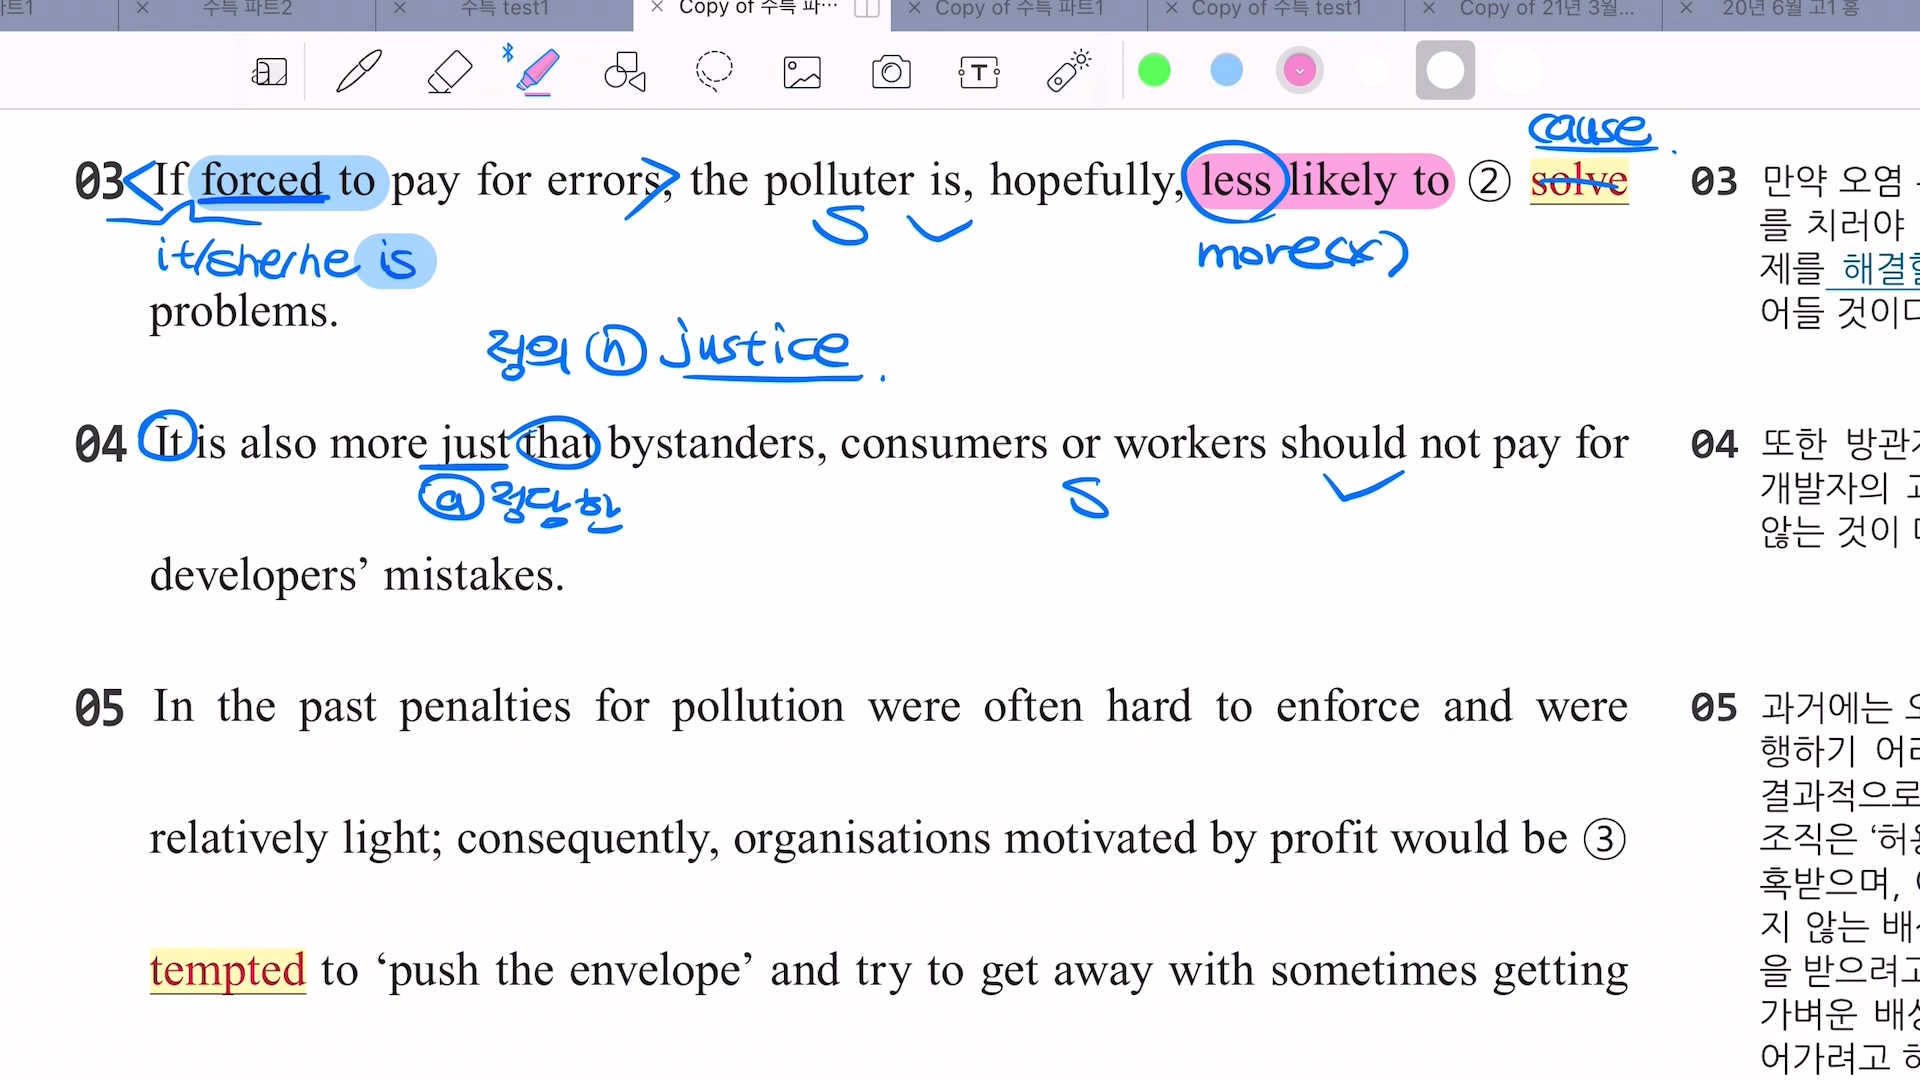 수특 파트2
수특 test1
Copy of 수특 파…
Copy of 수특 파트1
Copy of 수특 test1
Copy of 21년 3월...
20년 6월 고1 홍
cause.
03 <If forced to pay for errors>, the polluter is, hopefully, less likely to ② solve
S
it/she/he is
more(x)
problems.
정의 ⓝ justice.
04 It is also more just that bystanders, consumers or workers should not pay for
ⓐ 정당한
S
developers’ mistakes.
05 In the past penalties for pollution were often hard to enforce and were
relatively light; consequently, organisations motivated by profit would be ③
tempted to ‘push the envelope’ and try to get away with sometimes getting
03 만약 오염
를 치러야
제를 해결할
어들 것이다
04 또한 방관
개발자의
않는 것이
05 과거에는
행하기 어려
결과적으로
조직은 ‘허용
혹받으며,
지 않는 배상
을 받으려고
가벼운 배상
어가려고